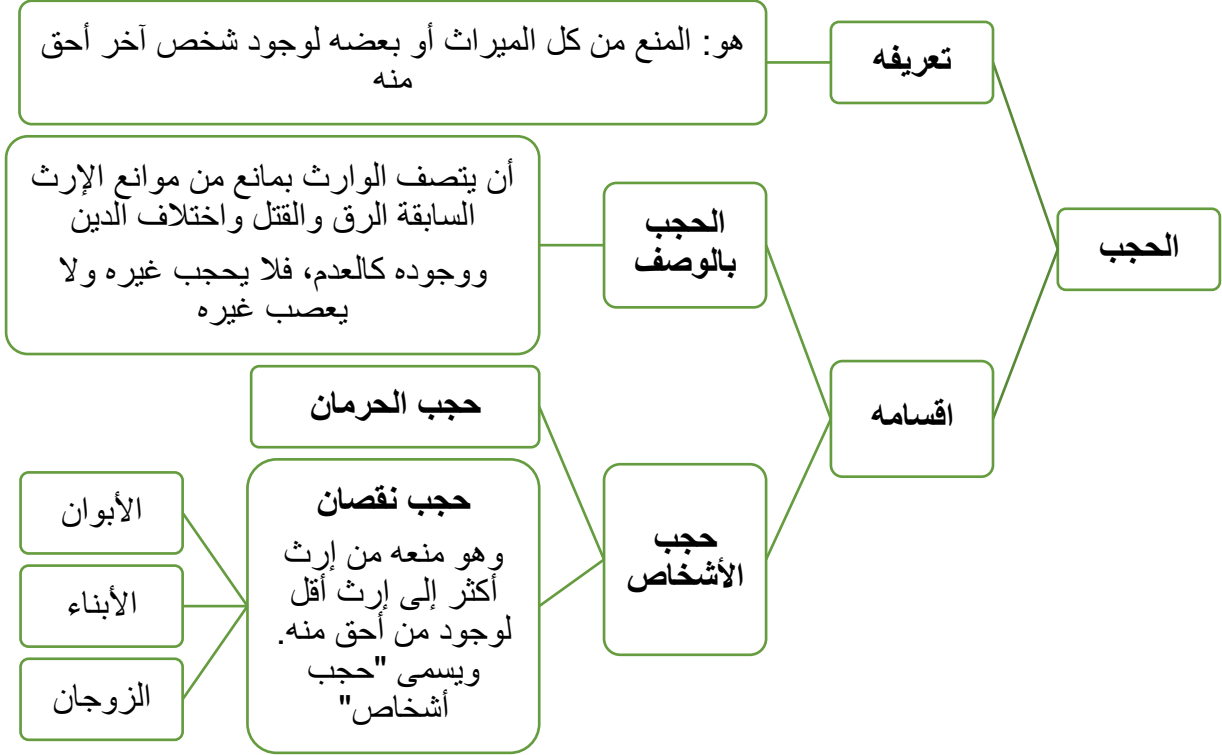 الحجب
تعريفه
هو: المنع من كل الميراث أو بعضه لوجود شخص آخر أحق
منه
اقسامه
الحجب
بالوصف
أن يتصف الوارث بمانع من موانع الإرث
السابقة الرق والقتل واختلاف الدين
ووجوده كالعدم، فلا يحجب غيره ولا
يعصب غيره
حجب
الأشخاص
حجب الحرمان
حجب نقصان
وهو منعه من إرث
أكثر إلى إرث أقل
لوجود من أحق منه.
ويسمى "حجب
أشخاص"
الأبوان
الأبناء
الزوجان